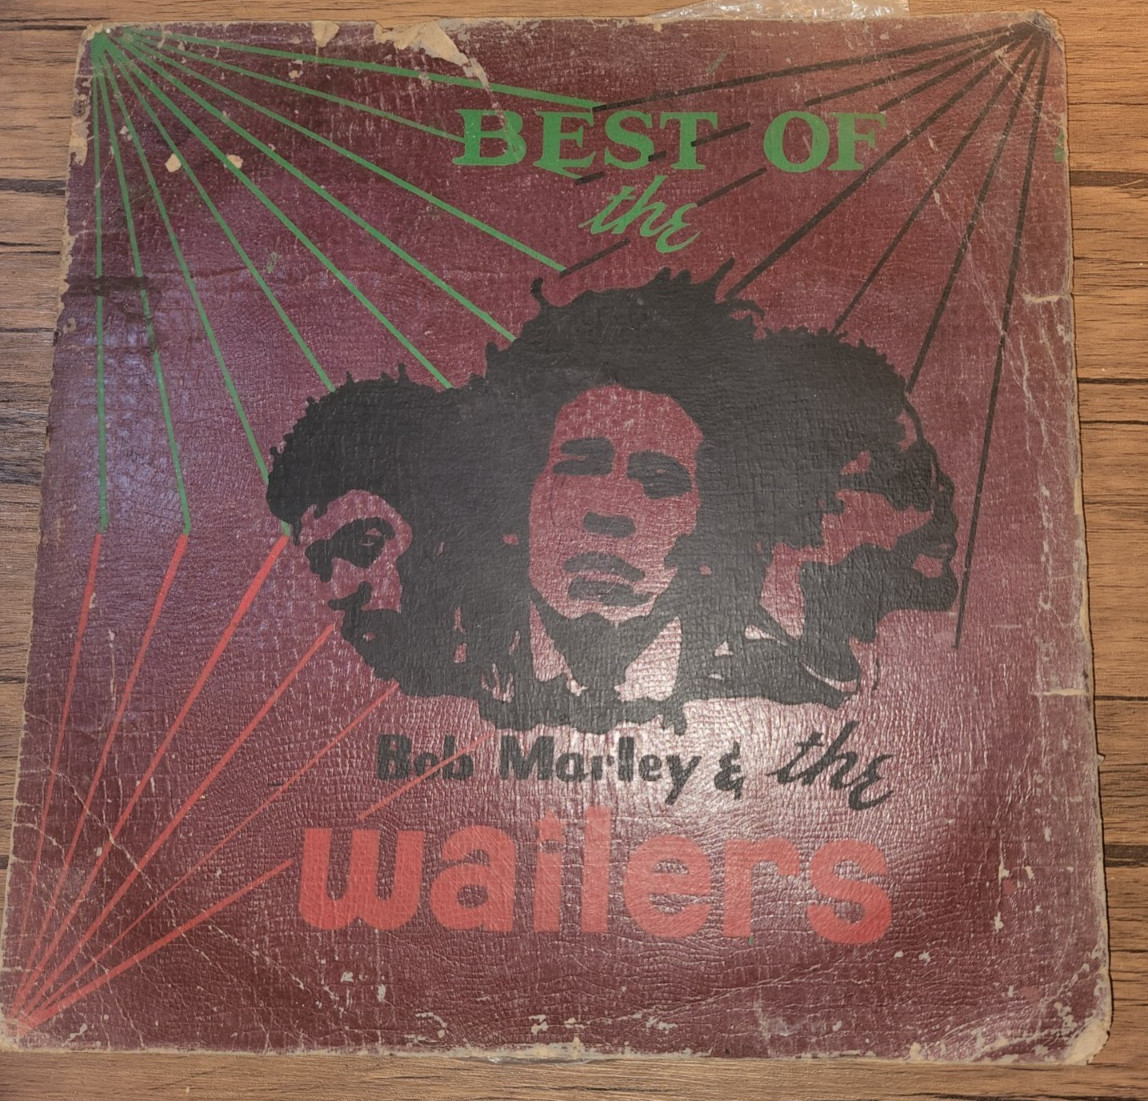 BEST OF
the
Bob Marley & the
wailers